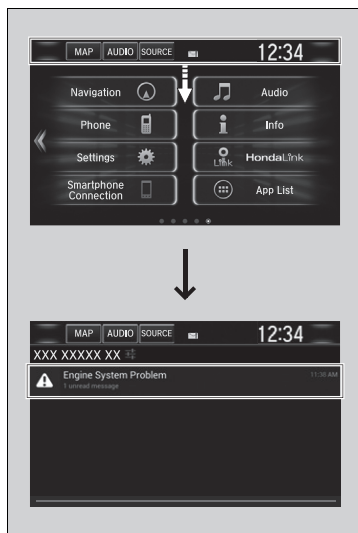 MAP AUDIO SOURCE 12:34
Navigation Audio
Phone Info
Settings Link HondaLink
Smartphone
Connection App List
MAP AUDIO SOURCE 12:34
XXX XXXXX XX
Engine System Problem 11:30 AM
1 unread message